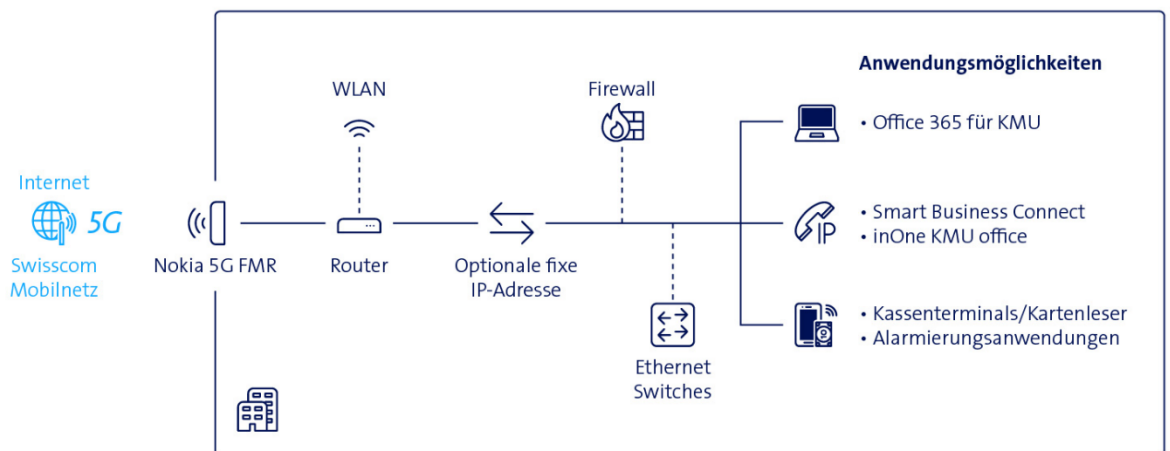 Anwendungsmöglichkeiten
WLAN
Firewall
• Office 365 für KMU
Internet
5G
Swisscom
Mobilnetz
Nokia 5G FMR
Router
Optionale fixe
IP-Adresse
IP
• Smart Business Connect
• inOne KMU office
• Kassenterminals/Kartenleser
• Alarmierungsanwendungen
Ethernet
Switches